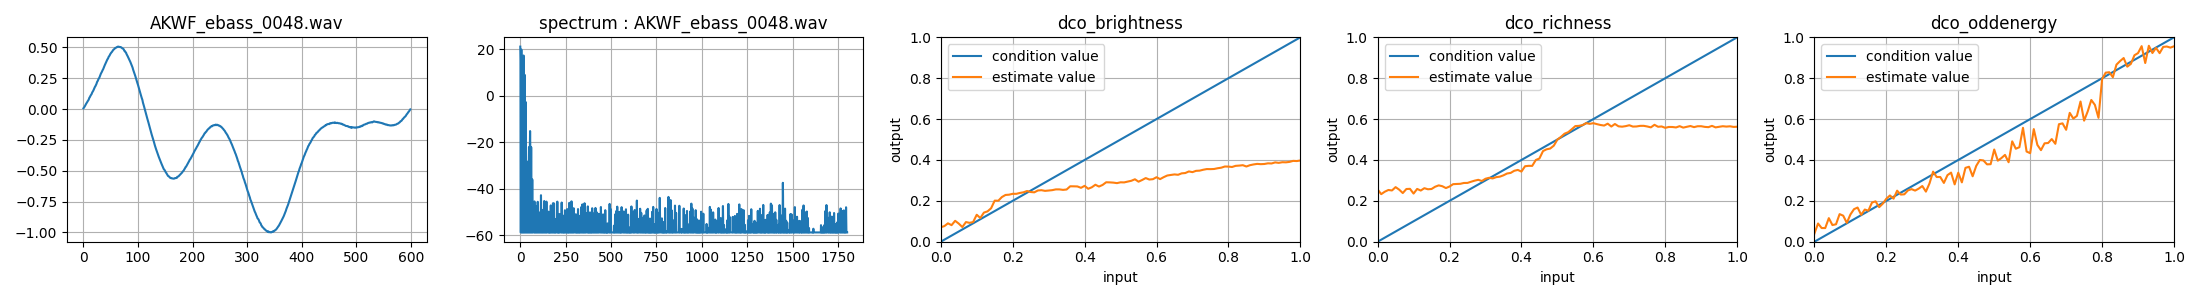 AKWF_ebass_0048.wav
0.50
0.25
0.00
−0.25
−0.50
−0.75
−1.00
0 100 200 300 400 500 600
spectrum : AKWF_ebass_0048.wav
20
0
−20
−40
−60
0 250 500 750 1000 1250 1500 1750
dco_brightness
condition value
estimate value
output
1.0
0.8
0.6
0.4
0.2
0.0
0.0 0.2 0.4 0.6 0.8 1.0
input
dco_richness
condition value
estimate value
output
1.0
0.8
0.6
0.4
0.2
0.0
0.0 0.2 0.4 0.6 0.8 1.0
input
dco_oddenergy
condition value
estimate value
output
1.0
0.8
0.6
0.4
0.2
0.0
0.0 0.2 0.4 0.6 0.8 1.0
input